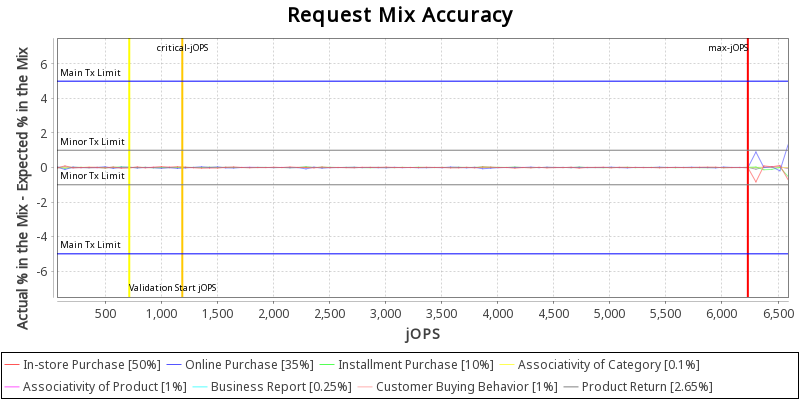 Request Mix Accuracy
critical-jOPS
max-jOPS
Actual % in the Mix - Expected % in the Mix
6
4
2
0
-2
-4
-6
Main Tx Limit
Minor Tx Limit
Minor Tx Limit
Main Tx Limit
Validation Start jOPS
500
1,000
1,500
2,000
2,500
3,000
3,500
4,000
4,500
5,000
5,500
6,000
6,500
jOPS
In-store Purchase [50%] Online Purchase [35%] Installment Purchase [10%] Associativity of Category [0.1%]
Associativity of Product [1%] Business Report [0.25%] Customer Buying Behavior [1%] Product Return [2.65%]